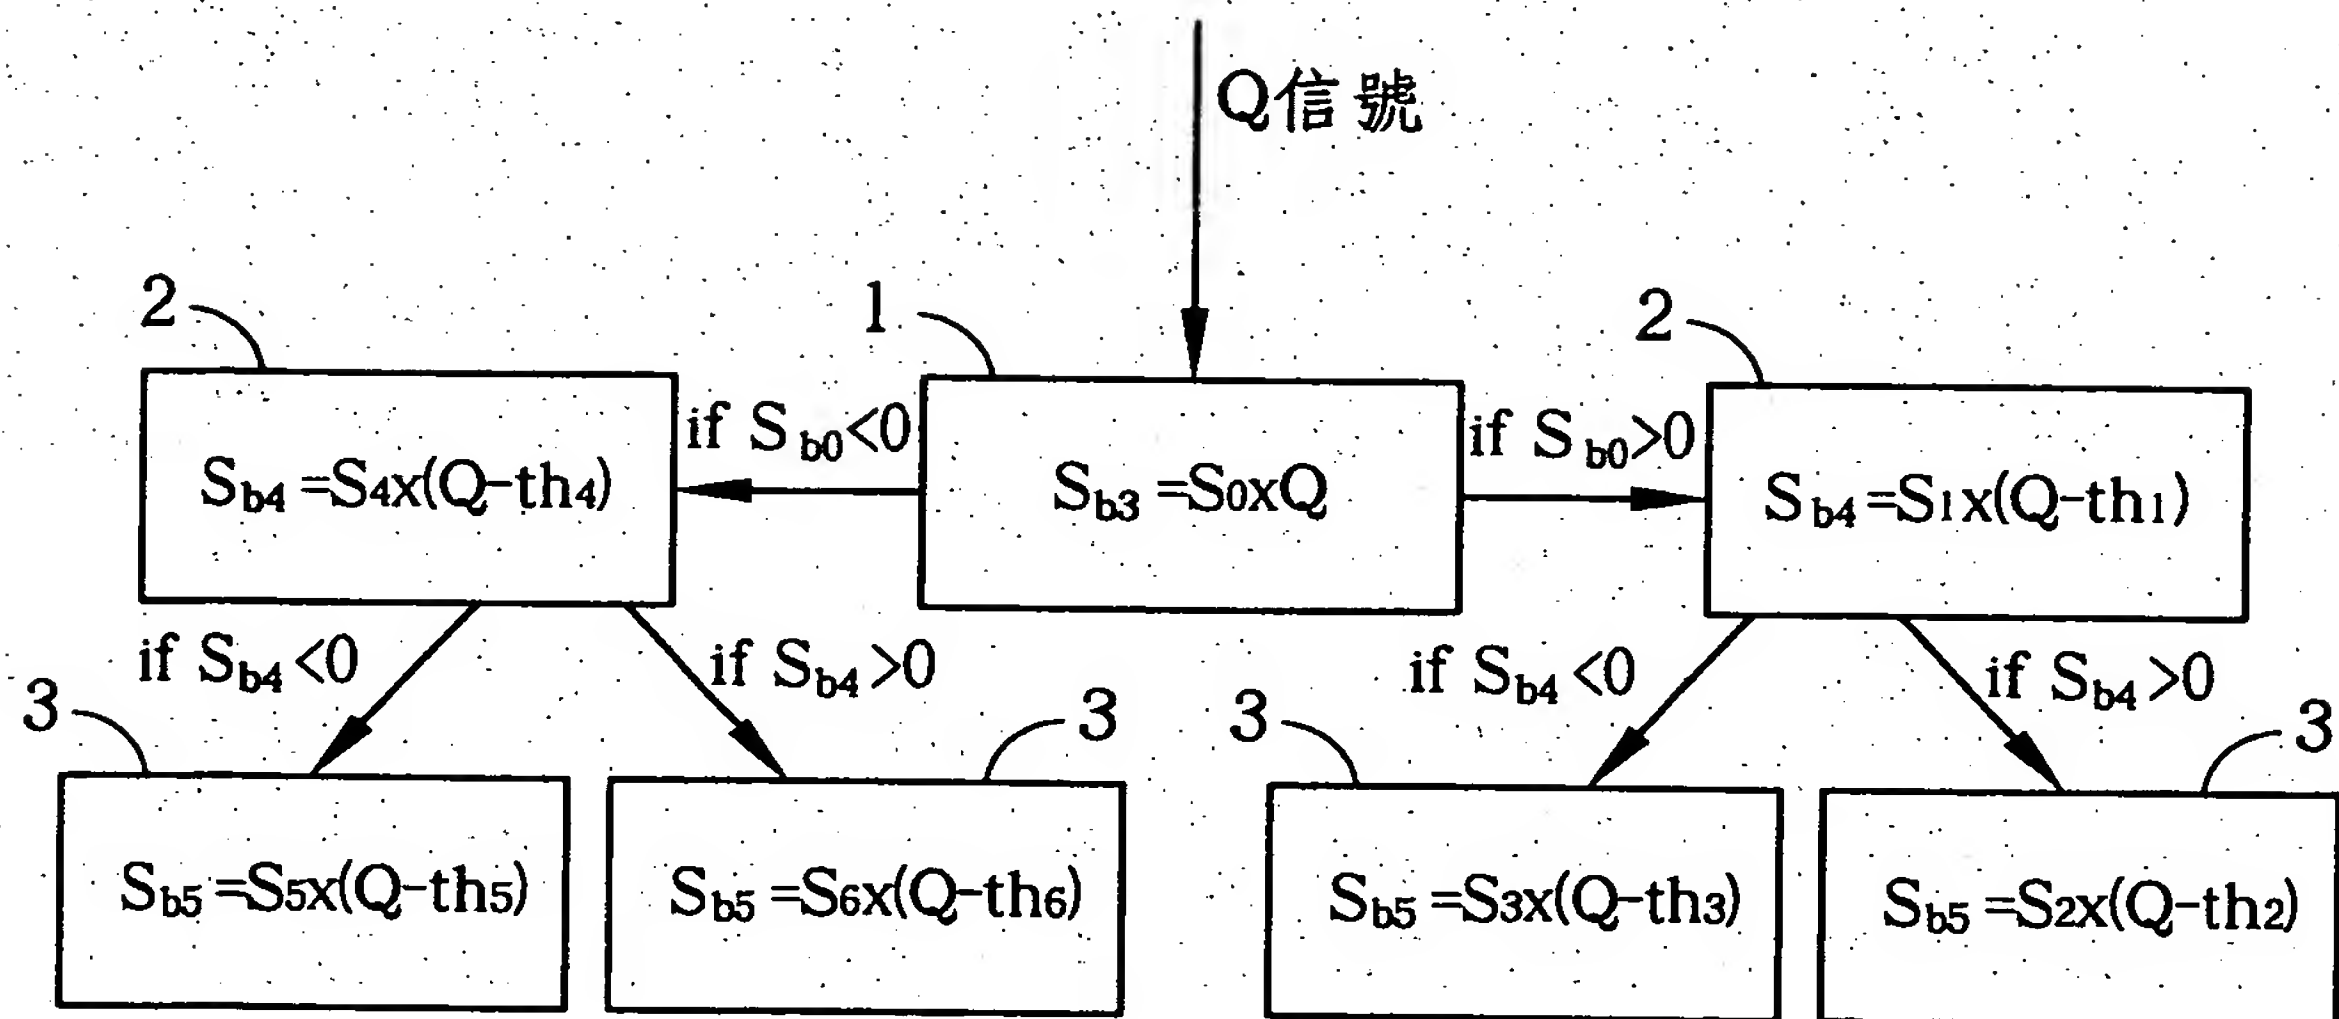 Q信號
2
1
2
if Sb0<0
if Sb0>0
Sb4=S4x(Q-th4)
Sb3=S0xQ
Sb4=S1x(Q-th1)
if Sb4<0
if Sb4>0
if Sb4<0
if Sb4>0
3
3
3
3
Sb5=S5x(Q-th5)
Sb5=S6x(Q-th6)
Sb5=S3x(Q-th3)
Sb5=S2x(Q-th2)